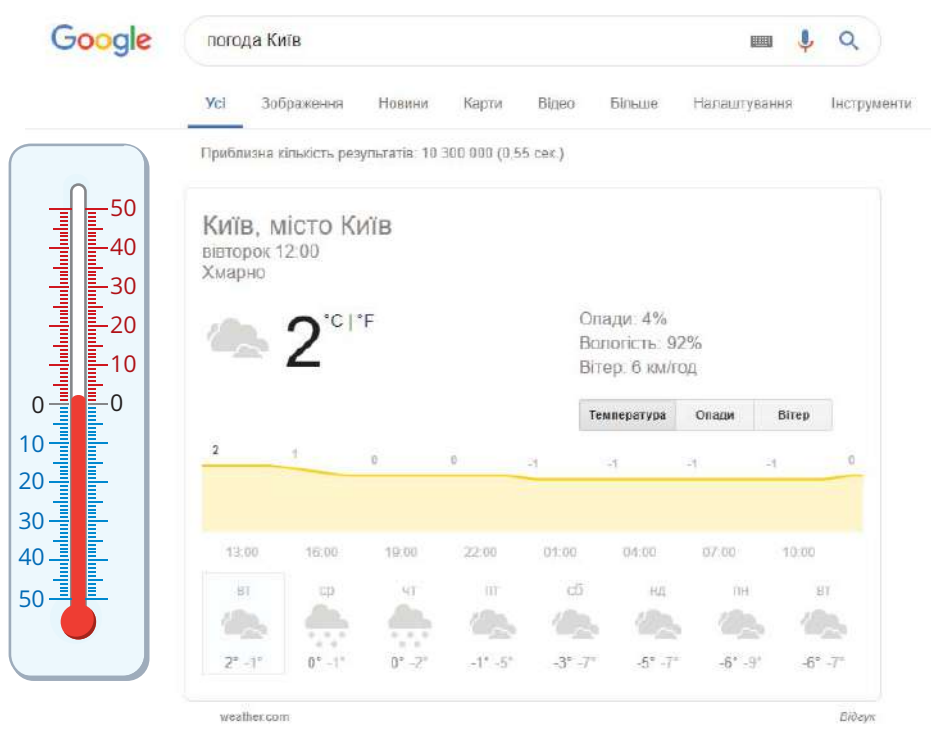 Google
погода Київ
Усі Зображення Новини Карти Відео Більше Налаштування Інструменти
Приблизна кількість результатів: 10 300 000 (0,55 сек.)
50
40
30
20
10
0 0
10
20
30
40
50
Київ, місто Київ
вівторок 12:00
Хмарно
2 °C | °F
Опади: 4%
Вологість: 92%
Вітер: 6 км/год
Температура Опади Вітер
2 1 0 0 -1 -1 -1 -1 0
13:00 16:00 19:00 22:00 01:00 04:00 07:00 10:00
вт ср чт пт сб нд пн вт
2° -1° 0° -1° 0° -2° -1° -5° -3° -7° -5° -7° -6° -9° -6° -7°
weather.com Відгук